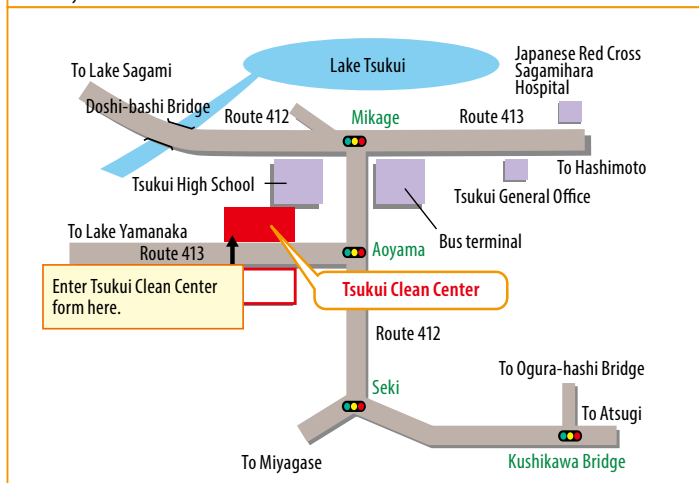 Japanese Red Cross
Sagamihara
Hospital
Lake Tsukui
To Lake Sagami
Doshi-bashi Bridge
Route 412
Mikage
Route 413
To Hashimoto
Tsukui High School
Tsukui General Office
Bus terminal
To Lake Yamanaka
Route 413
Aoyama
Enter Tsukui Clean Center
form here.
Tsukui Clean Center
Route 412
To Ogura-hashi Bridge
Seki
To Atsugi
To Miyagase
Kushikawa Bridge